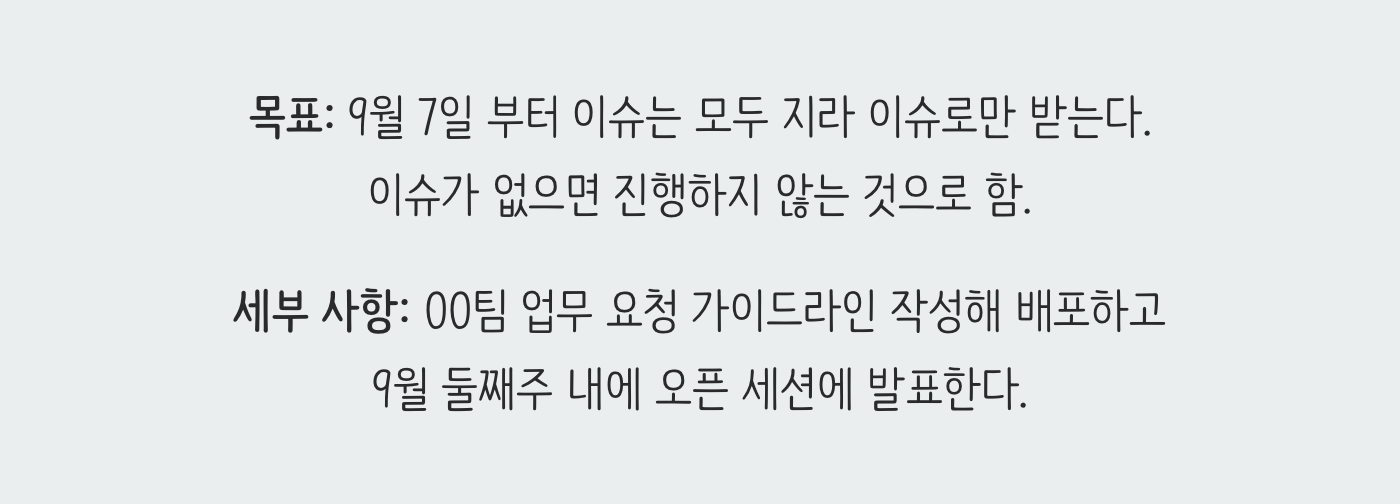 목표: 9월 7일 부터 이슈는 모두 지라 이슈로만 받는다.
이슈가 없으면 진행하지 않는 것으로 함.
세부 사항: 00팀 업무 요청 가이드라인 작성해 배포하고
9월 둘째주 내에 오픈 세션에 발표한다.